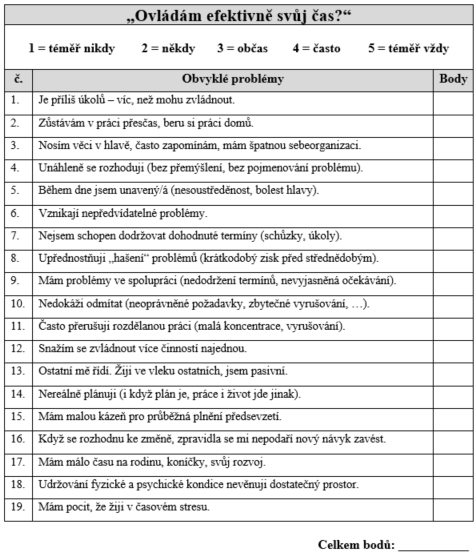 „Ovládám efektivně svůj čas?“
1 = téměř nikdy 2 = někdy 3 = občas 4 = často 5 = téměř vždy
č. Obvyklé problémy Body
1. Je příliš úkolů – víc, než mohu zvládnout.
2. Zůstávám v práci přesčas, beru si práci domů.
3. Nosím věci v hlavě, často zapomínám, mám špatnou sebeorganizaci.
4. Unáhleně se rozhoduji (bez přemýšlení, bez pojmenování problému).
5. Během dne jsem unavený/á (nesoustředěnost, bolest hlavy).
6. Vznikají nepředvídatelné problémy.
7. Nejsem schopen dodržovat dohodnuté termíny (schůzky, úkoly).
8. Upřednostňuji „hašení“ problémů (krátkodobý zisk před střednědobým).
9. Mám problémy ve spolupráci (nedodržení termínů, nevyjasněná očekávání).
10. Nedokáži odmítat (neoprávněné požadavky, zbytečné vyrušování, …).
11. Často přerušuji rozdělanou práci (malá koncentrace, vyrušování).
12. Snažím se zvládnout více činností najednou.
13. Ostatní mě řídí. Žiji ve vleku ostatních, jsem pasivní.
14. Nereálně plánuji (i když plán je, práce i život jde jinak).
15. Mám malou kázeň pro průběžná plnění předsevzetí.
16. Když se rozhodnu ke změně, zpravidla se mi nepodaří nový návyk zavést.
17. Mám málo času na rodinu, koníčky, svůj rozvoj.
18. Udržování fyzické a psychické kondice nevěnuji dostatečný prostor.
19. Mám pocit, že žiji v časovém stresu.
Celkem bodů: ____________